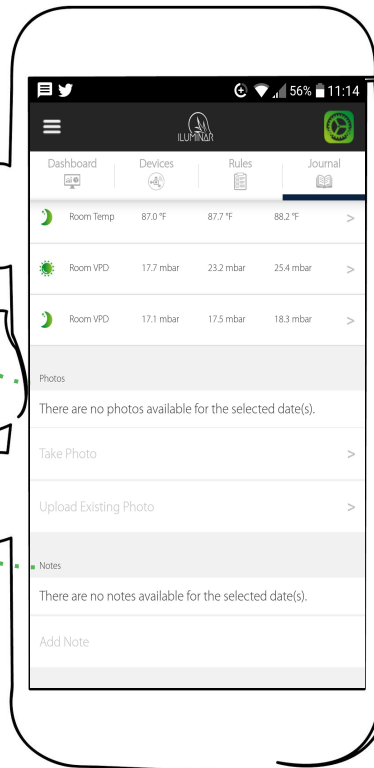 56% 11:14
ILUMINAR
Dashboard Devices Rules Journal
Room Temp 87.0 °F 87.7 °F 88.2 °F >
Room VPD 17.7 mbar 23.2 mbar 25.4 mbar >
Room VPD 17.1 mbar 17.5 mbar 18.3 mbar >
Photos
There are no photos available for the selected date(s).
Take Photo >
Upload Existing Photo >
Notes
There are no notes available for the selected date(s).
Add Note